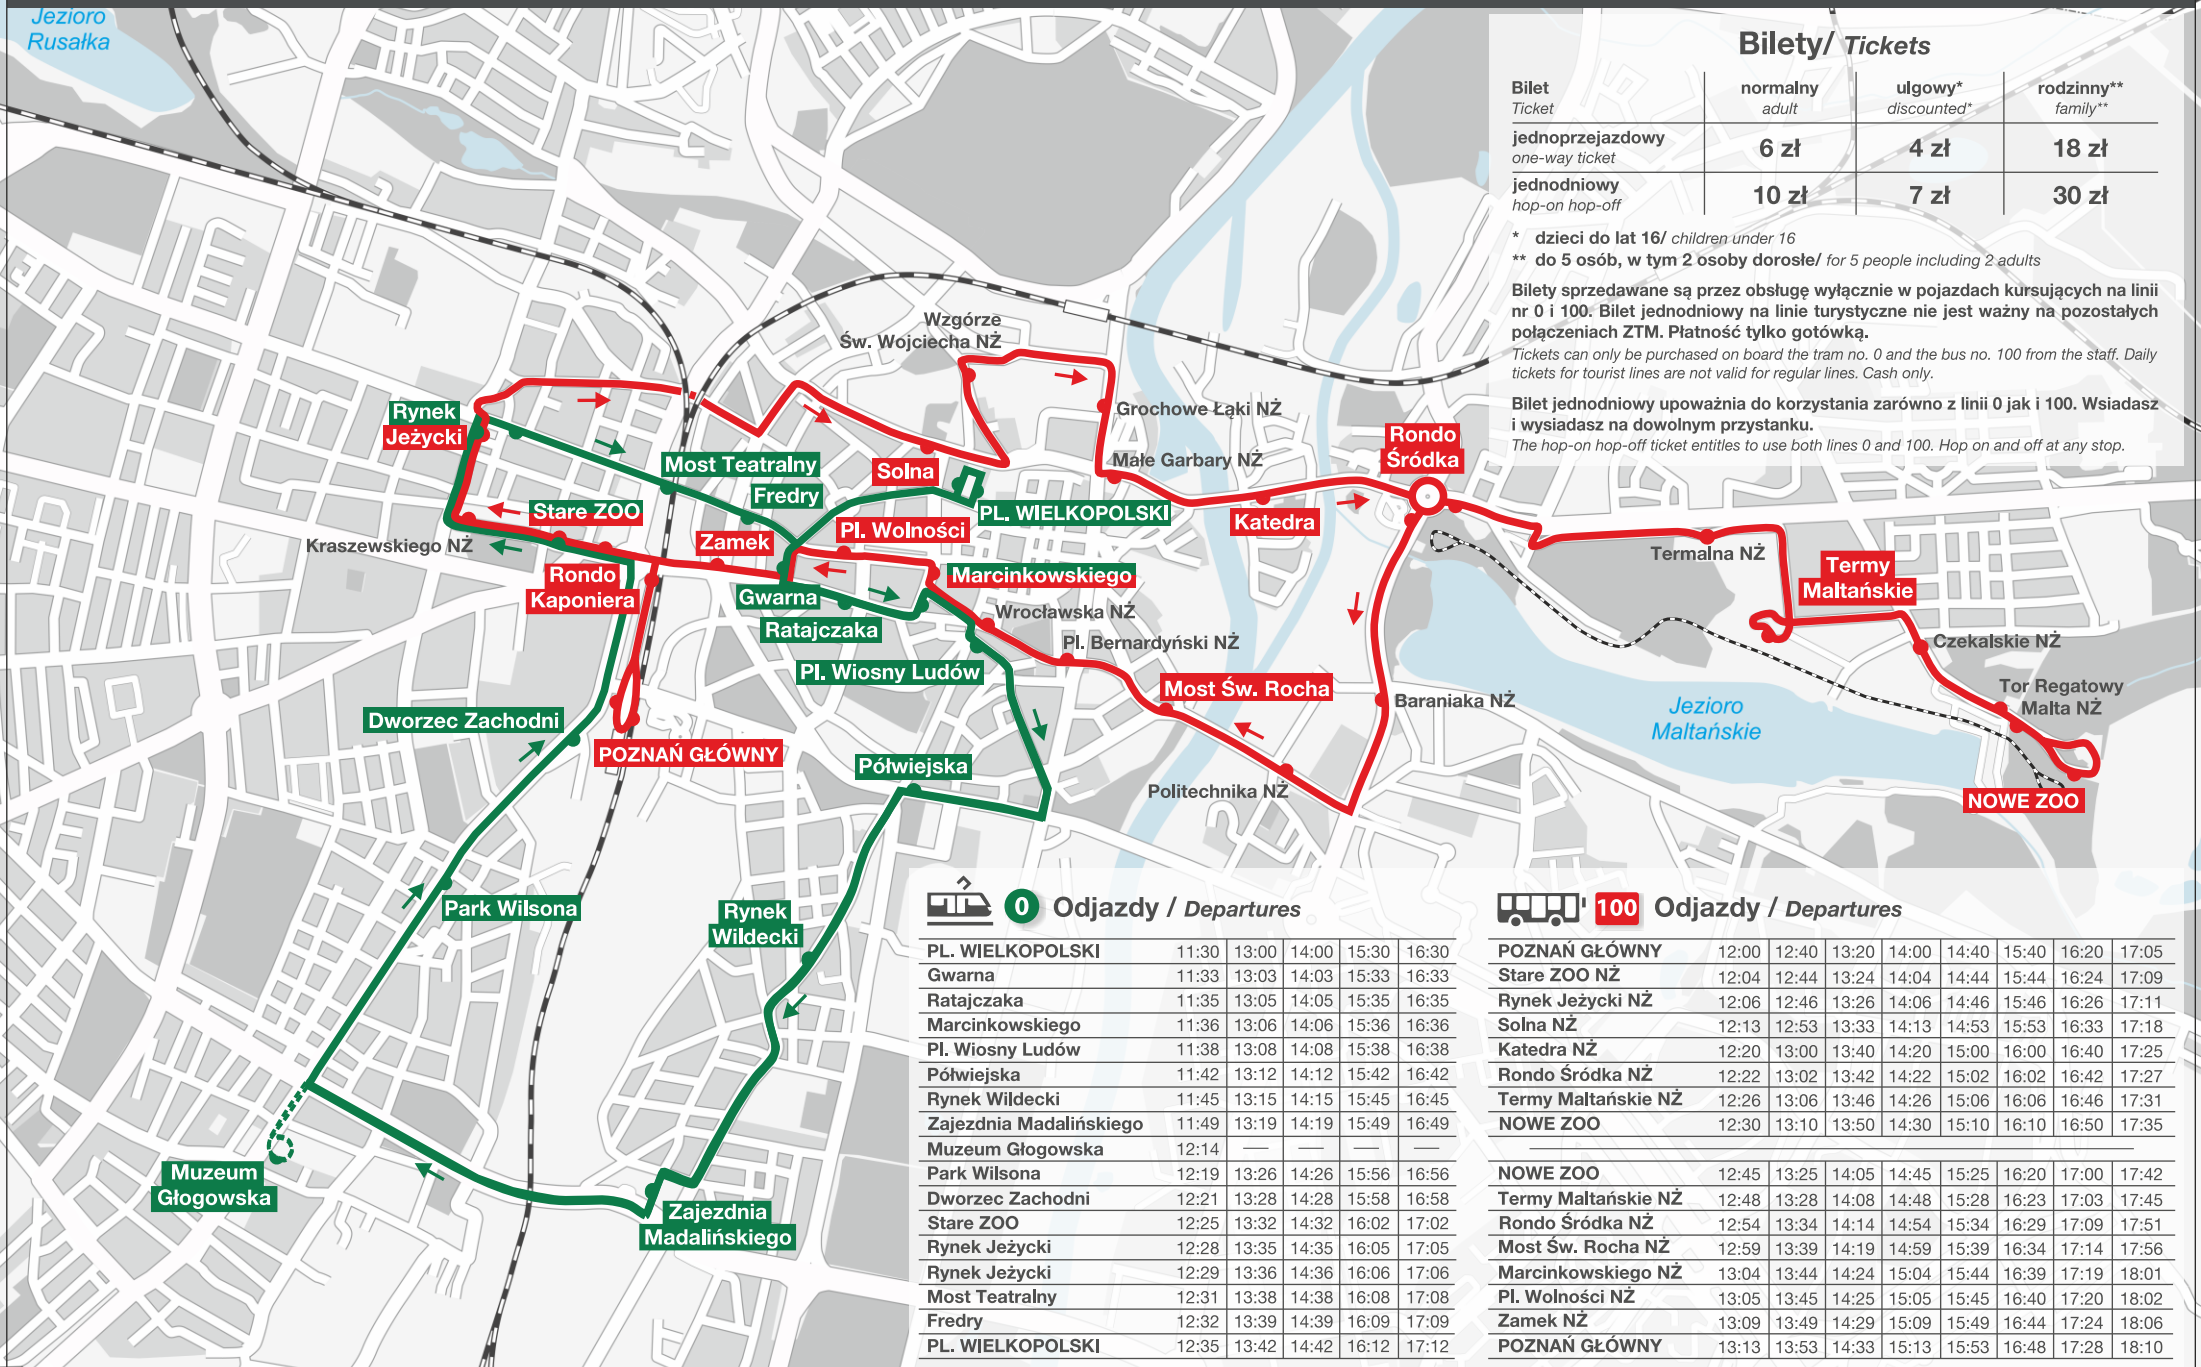 Jezioro
Rusałka
Bilety/ Tickets
Bilet normalny ulgowy* rodzinny**
Ticket adult discounted* family**
jednoprzejazdowy
one-way ticket
6 zł 4 zł 18 zł
jednodniowy
hop-on hop-off
10 zł 7 zł 30 zł
* dzieci do lat 16/ children under 16
** do 5 osób, w tym 2 osoby dorosłe/ for 5 people including 2 adults
Bilety sprzedawane są przez obsługę wyłącznie w pojazdach kursujących na linii
nr 0 i 100. Bilet jednodniowy na linie turystyczne nie jest ważny na pozostałych
połączeniach ZTM. Płatność tylko gotówką.
Tickets can only be purchased on board the tram no. 0 and the bus no. 100 from the staff. Daily
tickets for tourist lines are not valid for regular lines. Cash only.
Bilet jednodniowy upoważnia do korzystania zarówno z linii 0 jak i 100. Wsiadasz
i wysiadasz na dowolnym przystanku.
The hop-on hop-off ticket entitles to use both lines 0 and 100. Hop on and off at any stop.
Wzgórze
Św. Wojciecha NŻ
Rynek
Jeżycki
Grochowe Łąki NŻ
Małe Garbary NŻ
Rondo
Śródka
Most Teatralny
Solna
Fredry
Stare ZOO
PL. WIELKOPOLSKI
Katedra
Pl. Wolności
Zamek
Kraszewskiego NŻ
Termalna NŻ
Rondo
Kaponiera
Marcinkowskiego
Termy
Maltańskie
Gwarna
Wrocławska NŻ
Ratajczaka
Pl. Bernardyński NŻ
Czekalskie NŻ
Pl. Wiosny Ludów
Most Św. Rocha
Baraniaka NŻ
Tor Regatowy
Malta NŻ
Jezioro
Maltańskie
Dworzec Zachodni
POZNAŃ GŁÓWNY
Półwiejska
Politechnika NŻ
NOWE ZOO
Park Wilsona
Rynek
Wildecki
Muzeum
Głogowska
Zajezdnia
Madalińskiego
0 Odjazdy / Departures
PL. WIELKOPOLSKI 11:30 13:00 14:00 15:30 16:30
Gwarna 11:33 13:03 14:03 15:33 16:33
Ratajczaka 11:35 13:05 14:05 15:35 16:35
Marcinkowskiego 11:36 13:06 14:06 15:36 16:36
Pl. Wiosny Ludów 11:38 13:08 14:08 15:38 16:38
Półwiejska 11:42 13:12 14:12 15:42 16:42
Rynek Wildecki 11:45 13:15 14:15 15:45 16:45
Zajezdnia Madalińskiego 11:49 13:19 14:19 15:49 16:49
Muzeum Głogowska 12:14 — — — —
Park Wilsona 12:19 13:26 14:26 15:56 16:56
Dworzec Zachodni 12:21 13:28 14:28 15:58 16:58
Stare ZOO 12:25 13:32 14:32 16:02 17:02
Rynek Jeżycki 12:28 13:35 14:35 16:05 17:05
Rynek Jeżycki 12:29 13:36 14:36 16:06 17:06
Most Teatralny 12:31 13:38 14:38 16:08 17:08
Fredry 12:32 13:39 14:39 16:09 17:09
PL. WIELKOPOLSKI 12:35 13:42 14:42 16:12 17:12
100 Odjazdy / Departures
POZNAŃ GŁÓWNY 12:00 12:40 13:20 14:00 14:40 15:40 16:20 17:05
Stare ZOO NŻ 12:04 12:44 13:24 14:04 14:44 15:44 16:24 17:09
Rynek Jeżycki NŻ 12:06 12:46 13:26 14:06 14:46 15:46 16:26 17:11
Solna NŻ 12:13 12:53 13:33 14:13 14:53 15:53 16:33 17:18
Katedra NŻ 12:20 13:00 13:40 14:20 15:00 16:00 16:40 17:25
Rondo Śródka NŻ 12:22 13:02 13:42 14:22 15:02 16:02 16:42 17:27
Termy Maltańskie NŻ 12:26 13:06 13:46 14:26 15:06 16:06 16:46 17:31
NOWE ZOO 12:30 13:10 13:50 14:30 15:10 16:10 16:50 17:35
NOWE ZOO 12:45 13:25 14:05 14:45 15:25 16:20 17:00 17:42
Termy Maltańskie NŻ 12:48 13:28 14:08 14:48 15:28 16:23 17:03 17:45
Rondo Śródka NŻ 12:54 13:34 14:14 14:54 15:34 16:29 17:09 17:51
Most Św. Rocha NŻ 12:59 13:39 14:19 14:59 15:39 16:34 17:14 17:56
Marcinkowskiego NŻ 13:04 13:44 14:24 15:04 15:44 16:39 17:19 18:01
Pl. Wolności NŻ 13:05 13:45 14:25 15:05 15:45 16:40 17:20 18:02
Zamek NŻ 13:09 13:49 14:29 15:09 15:49 16:44 17:24 18:06
POZNAŃ GŁÓWNY 13:13 13:53 14:33 15:13 15:53 16:48 17:28 18:10